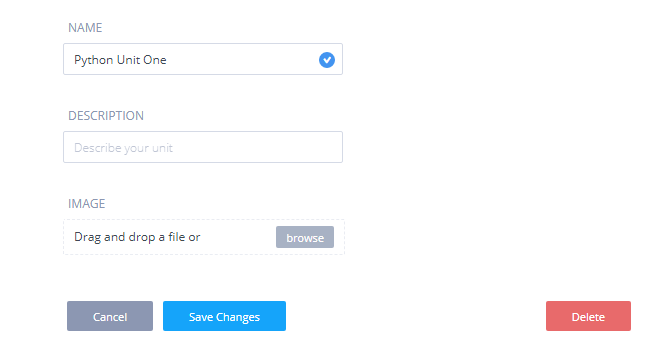 NAME
Python Unit One
DESCRIPTION
Describe your unit
IMAGE
Drag and drop a file or browse
Cancel Save Changes Delete